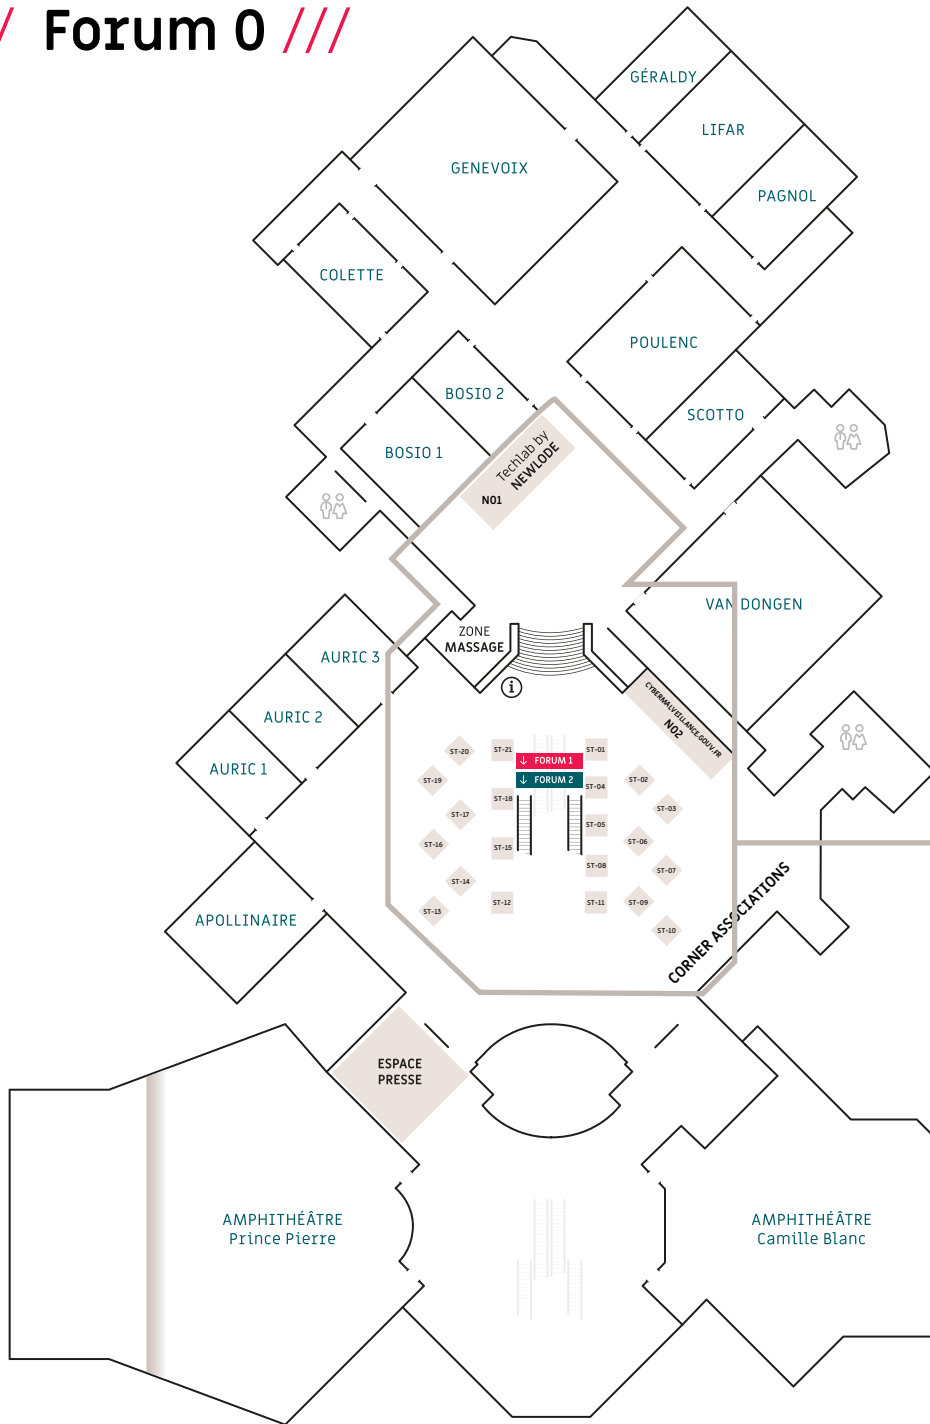 / Forum 0 ///
GÉRALDY
LIFAR
GENEVOIX
PAGNOL
COLETTE
POULENC
BOSIO 2
SCOTTO
BOSIO 1
Techlab by
NEWLODE
N01
VAN DONGEN
ZONE
MASSAGE
AURIC 3
i
CYBERMALVEILLANCE.GOUV.FR
N02
AURIC 2
AURIC 1
ST-20
ST-21
ST-01
↓ FORUM 1
ST-19
↓ FORUM 2
ST-02
ST-04
ST-18
ST-03
ST-17
ST-05
ST-16
ST-15
ST-06
ST-08
ST-07
ST-14
ST-13
ST-12
ST-11
ST-09
ST-10
APOLLINAIRE
CORNER ASSOCIATIONS
ESPACE
PRESSE
AMPHITHÉÂTRE
Prince Pierre
AMPHITHÉÂTRE
Camille Blanc